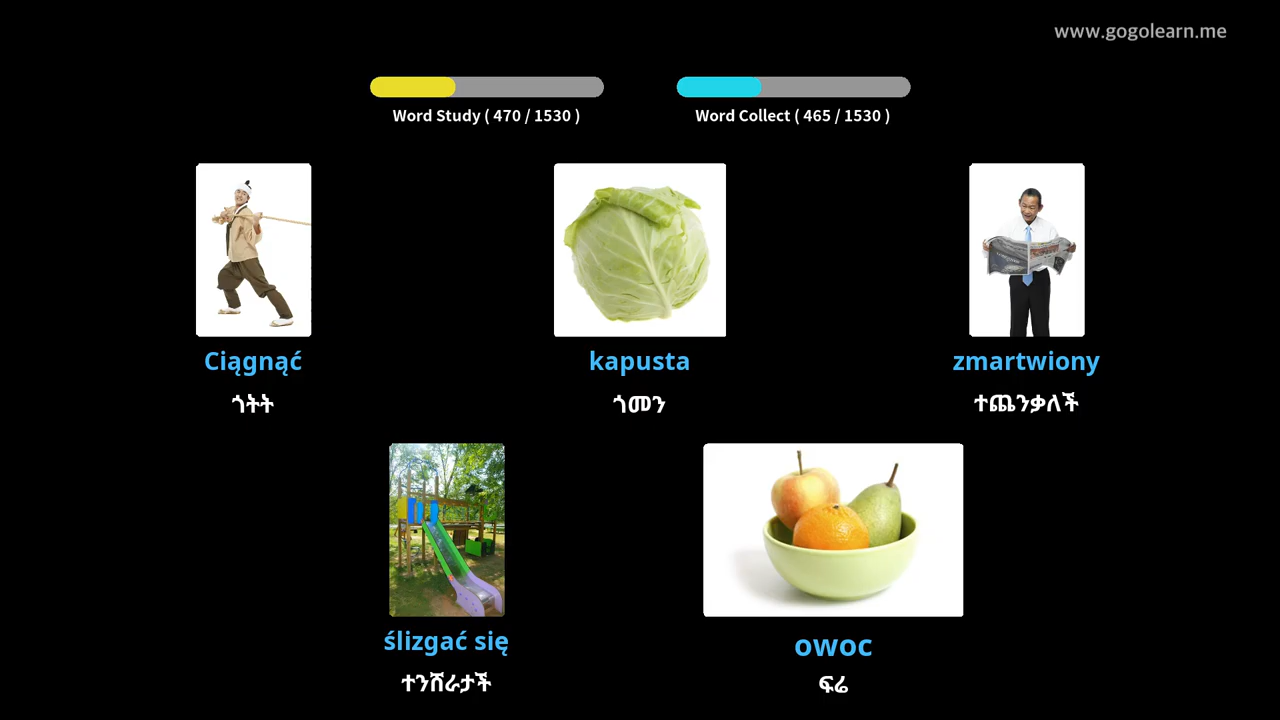 www.gogolearn.me
Word Study ( 470 / 1530 )
Word Collect ( 465 / 1530 )
Ciągnąć
ጎትት
kapusta
ጎመን
zmartwiony
ተጨንቃለች
ślizgać się
ተንሸራታች
owoc
ፍሬ